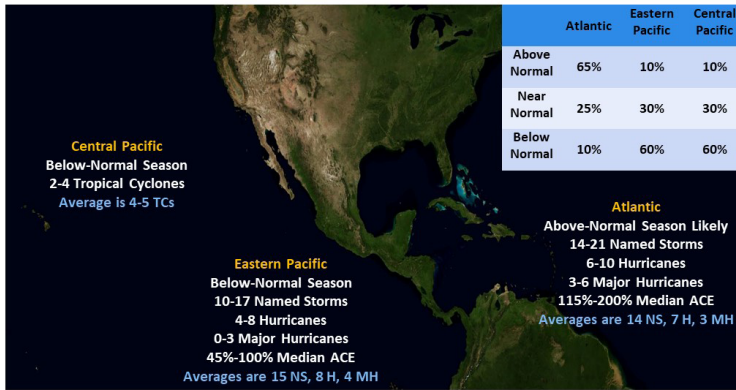 Atlantic Eastern Pacific Central Pacific
Above Normal 65% 10% 10%
Near Normal 25% 30% 30%
Below Normal 10% 60% 60%
Central Pacific
Below-Normal Season
2-4 Tropical Cyclones
Average is 4-5 TCs
Eastern Pacific
Below-Normal Season
10-17 Named Storms
4-8 Hurricanes
0-3 Major Hurricanes
45%-100% Median ACE
Averages are 15 NS, 8 H, 4 MH
Atlantic
Above-Normal Season Likely
14-21 Named Storms
6-10 Hurricanes
3-6 Major Hurricanes
115%-200% Median ACE
Averages are 14 NS, 7 H, 3 MH